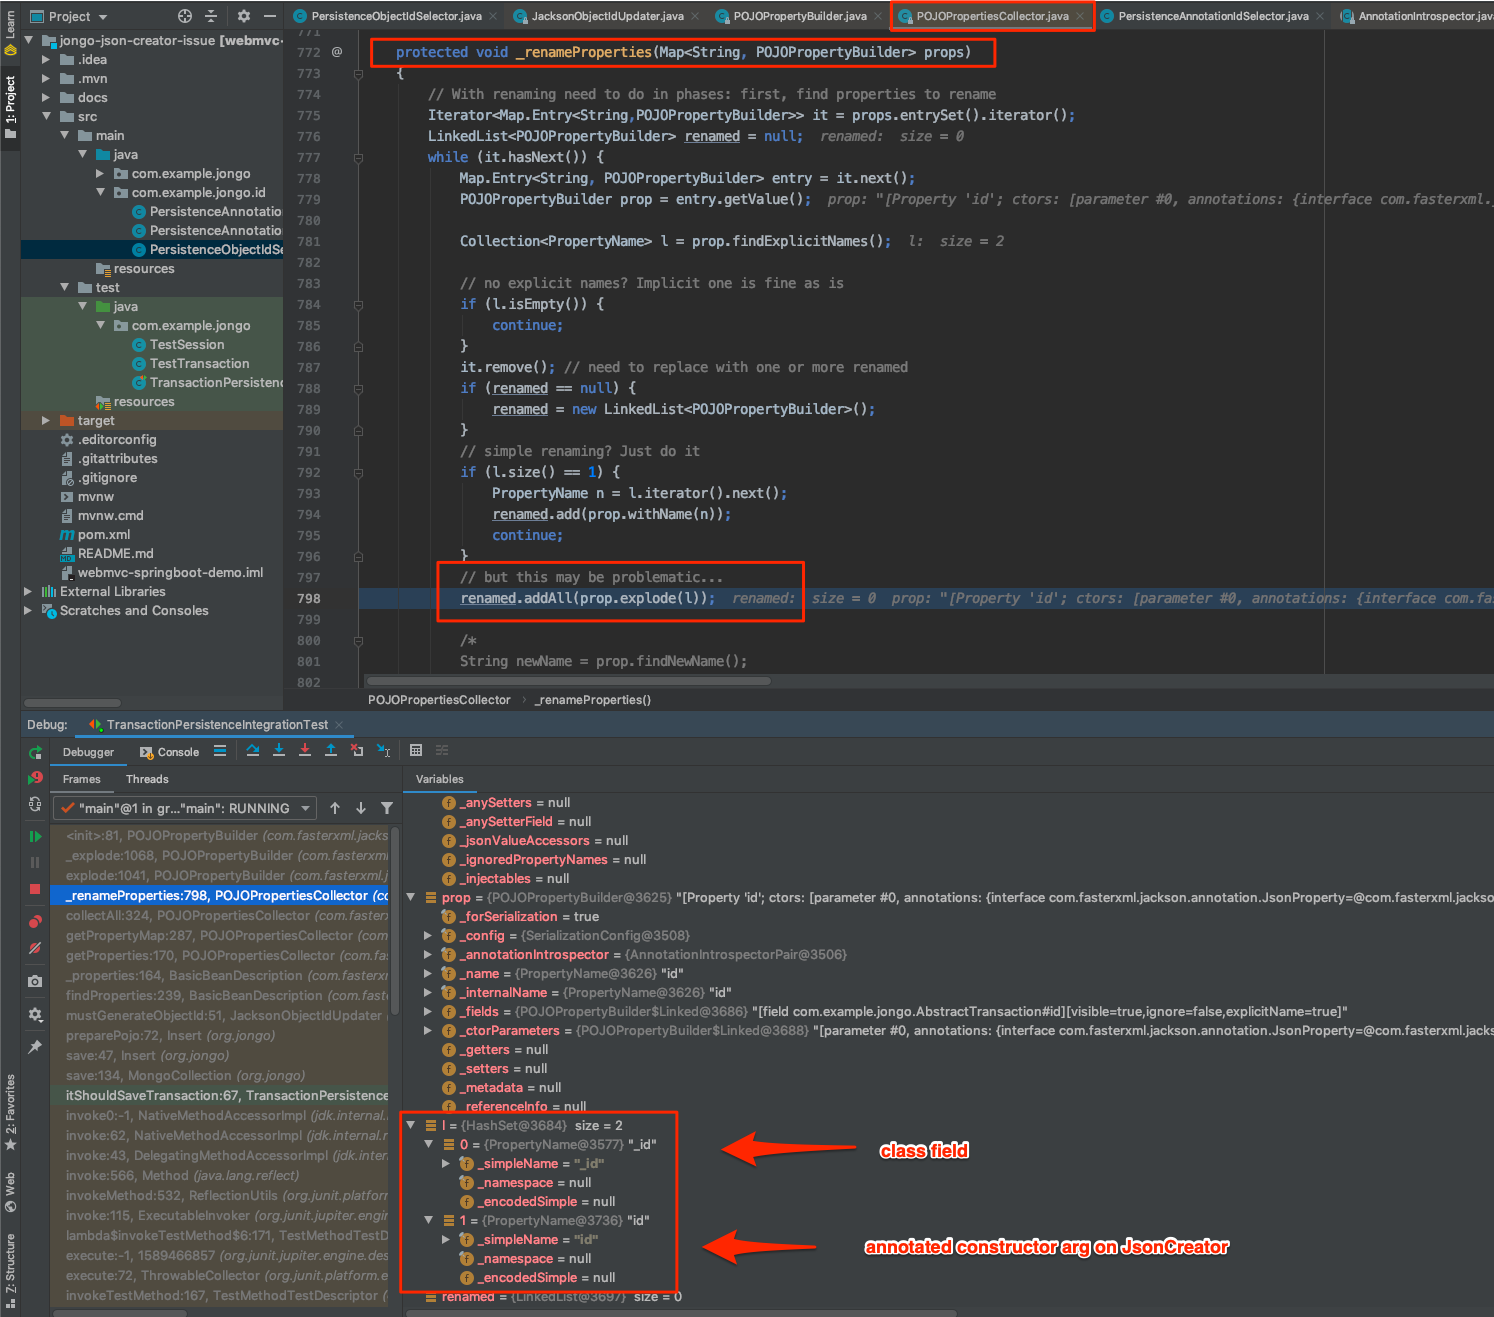 Project
PersistenceObjectIdSelector.java
JacksonObjectIdUpdater.java
POJOPropertyBuilder.java
POJOPropertiesCollector.java
PersistenceAnnotationIdSelector.java
AnnotationIntrospector.java
Learn
1: Project
jongo-json-creator-issue [webmvc-
.idea
.mvn
docs
src
main
java
com.example.jongo
com.example.jongo.id
PersistenceAnnotatio
PersistenceAnnotatio
PersistenceObjectIdSe
resources
test
java
com.example.jongo
TestSession
TestTransaction
TransactionPersistenc
resources
target
.editorconfig
.gitattributes
.gitignore
mvnw
mvnw.cmd
pom.xml
README.md
webmvc-springboot-demo.iml
External Libraries
Scratches and Consoles
771
772 @ protected void _renameProperties(Map<String, POJOPropertyBuilder> props)
773 {
774 // With renaming need to do in phases: first, find properties to rename
775 Iterator<Map.Entry<String,POJOPropertyBuilder>> it = props.entrySet().iterator();
776 LinkedList<POJOPropertyBuilder> renamed = null; renamed: size = 0
777 while (it.hasNext()) {
778 Map.Entry<String, POJOPropertyBuilder> entry = it.next();
779 POJOPropertyBuilder prop = entry.getValue(); prop: "[Property 'id'; ctors: [parameter #0, annotations: {interface com.fasterxml.
780
781 Collection<PropertyName> l = prop.findExplicitNames(); l: size = 2
782
783 // no explicit names? Implicit one is fine as is
784 if (l.isEmpty()) {
785 continue;
786 }
787 it.remove(); // need to replace with one or more renamed
788 if (renamed == null) {
789 renamed = new LinkedList<POJOPropertyBuilder>();
790 }
791 // simple renaming? Just do it
792 if (l.size() == 1) {
793 PropertyName n = l.iterator().next();
794 renamed.add(prop.withName(n));
795 continue;
796 }
797 // but this may be problematic...
798 renamed.addAll(prop.explode(l)); renamed: size = 0 prop: "[Property 'id'; ctors: [parameter #0, annotations: {interface com.fas
799
800 /*
801 String newName = prop.findNewName();
802
POJOPropertiesCollector › _renameProperties()
Debug: TransactionPersistenceIntegrationTest
Debugger Console
Frames Threads
"main"@1 in gr..."main": RUNNING
<init>:81, POJOPropertyBuilder (com.fasterxml.jacks
_explode:1068, POJOPropertyBuilder (com.fasterxml
explode:1041, POJOPropertyBuilder (com.fasterxml.j
_renameProperties:798, POJOPropertiesCollector (co
collectAll:324, POJOPropertiesCollector (com.faster
getPropertyMap:287, POJOPropertiesCollector (com
getProperties:170, POJOPropertiesCollector (com.fa
_properties:164, BasicBeanDescription (com.fasterx
findProperties:239, BasicBeanDescription (com.fast
mustGenerateObjectId:51, JacksonObjectIdUpdater (
preparePojo:72, Insert (org.jongo)
save:47, Insert (org.jongo)
save:134, MongoCollection (org.jongo)
itShouldSaveTransaction:67, TransactionPersistence
invoke0:-1, NativeMethodAccessorImpl (jdk.internal.
invoke:62, NativeMethodAccessorImpl (jdk.internal.r
invoke:43, DelegatingMethodAccessorImpl (jdk.inte
invoke:566, Method (java.lang.reflect)
invokeMethod:532, ReflectionUtils (org.junit.platfor
invoke:115, ExecutableInvoker (org.junit.jupiter.engin
lambda$invokeTestMethod$6:171, TestMethodTestD
execute:-1, 1589466857 (org.junit.jupiter.engine.des
execute:72, ThrowableCollector (org.junit.platform.e
invokeTestMethod:167, TestMethodTestDescriptor (
Variables
_anySetters = null
_anySetterField = null
_jsonValueAccessors = null
_ignoredPropertyNames = null
_injectables = null
prop = {POJOPropertyBuilder@3625} "[Property 'id'; ctors: [parameter #0, annotations: {interface com.fasterxml.jackson.annotation.JsonProperty=@com.fasterxml.jackso
_forSerialization = true
_config = {SerializationConfig@3508}
_annotationIntrospector = {AnnotationIntrospectorPair@3506}
_name = {PropertyName@3626} "id"
_internalName = {PropertyName@3626} "id"
_fields = {POJOPropertyBuilder$Linked@3686} "[field com.example.jongo.AbstractTransaction#id][visible=true,ignore=false,explicitName=true]"
_ctorParameters = {POJOPropertyBuilder$Linked@3688} "[parameter #0, annotations: {interface com.fasterxml.jackson.annotation.JsonProperty=@com.fasterxml.jacks
_getters = null
_setters = null
_metadata = null
_referenceInfo = null
l = {HashSet@3684} size = 2
0 = {PropertyName@3577} "_id"
_simpleName = "_id"
_namespace = null
_encodedSimple = null
1 = {PropertyName@3736} "id"
_simpleName = "id"
_namespace = null
_encodedSimple = null
renamed = {LinkedList@3697} size = 0
class field
annotated constructor arg on JsonCreator
2: Favorites
Web
Z: Structure